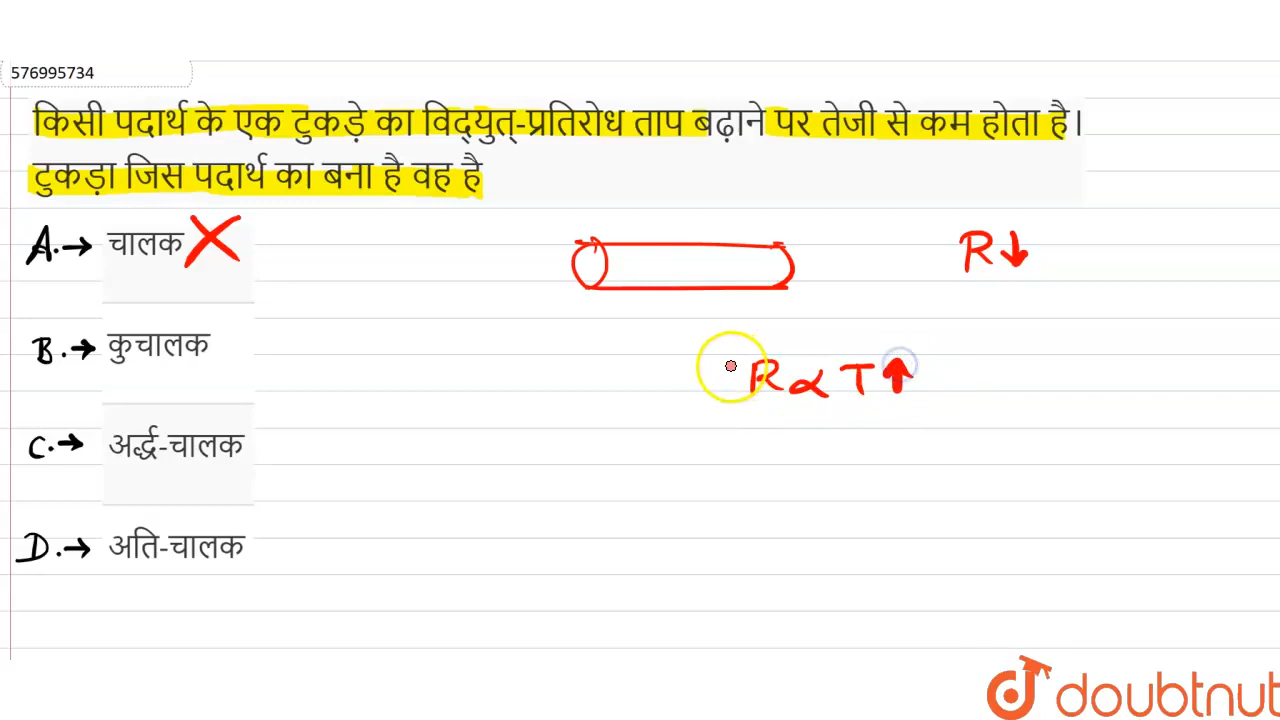 576995734
किसी पदार्थ के एक टुकड़े का विद्युत्-प्रतिरोध ताप बढ़ाने पर तेजी से कम होता है।
टुकड़ा जिस पदार्थ का बना है वह है
A.→ चालक X
R↓
B.→ कुचालक
R ∝ T↑
C.→ अर्द्ध-चालक
D.→ अति-चालक
doubtnut